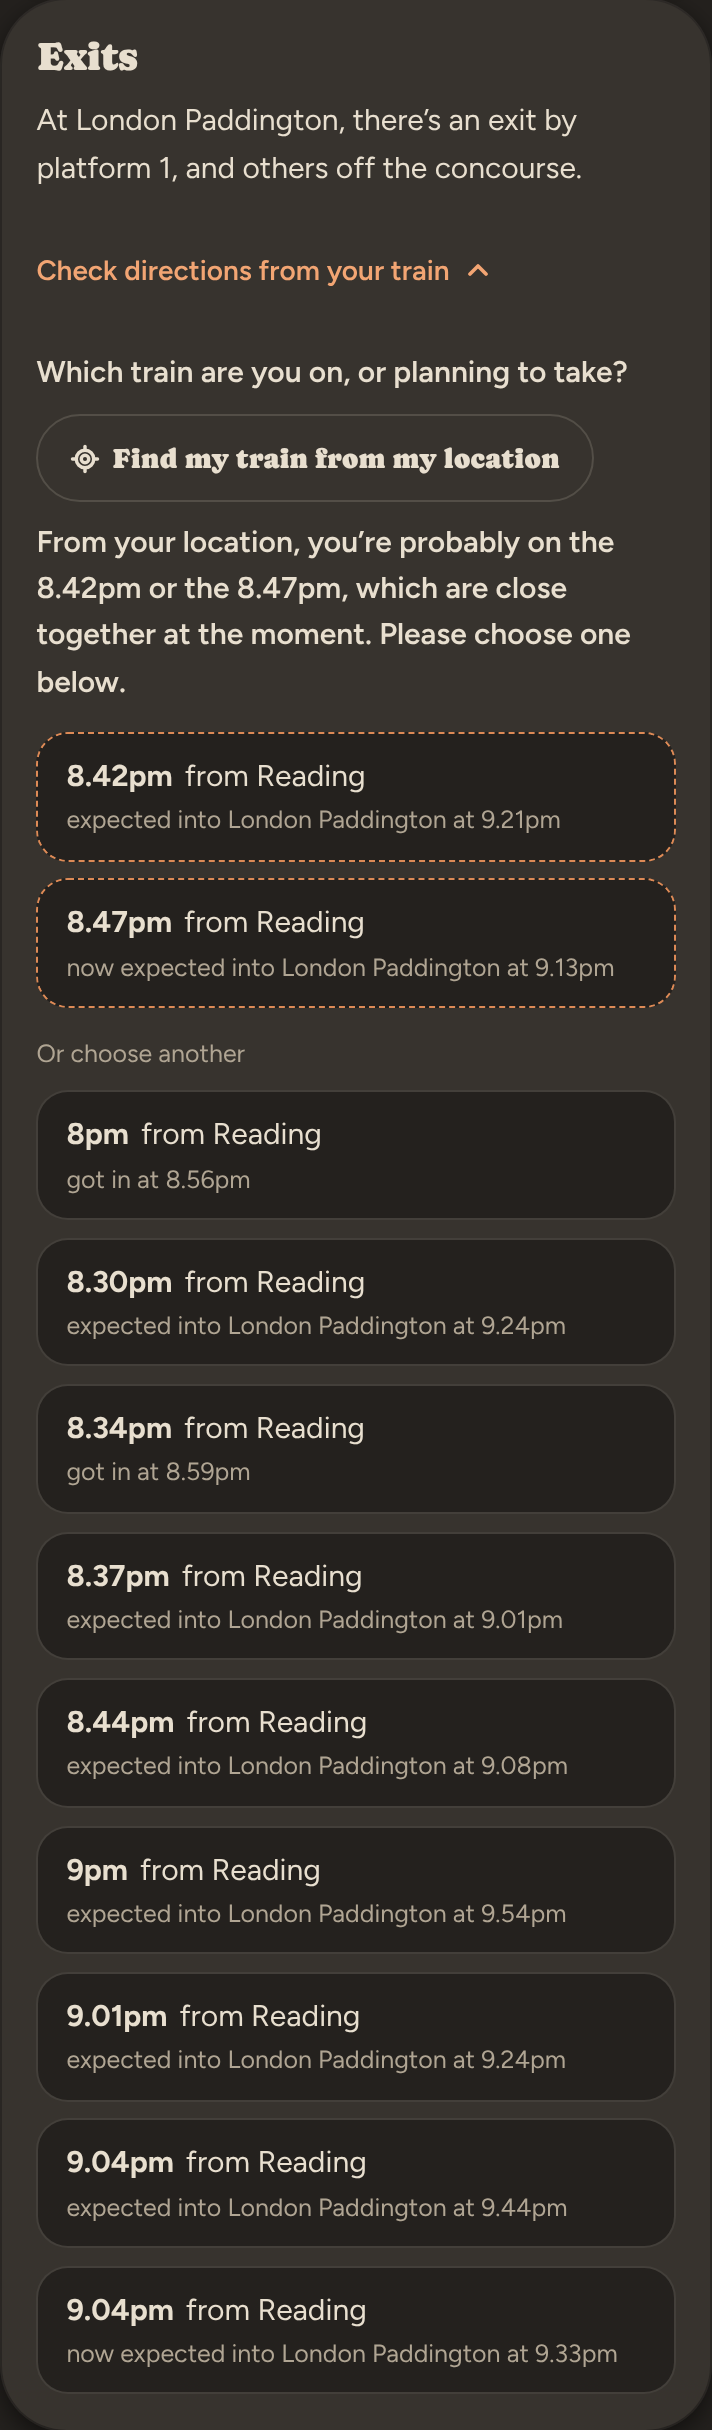 Exits
At London Paddington, there’s an exit by
platform 1, and others off the concourse.
Check directions from your train
Which train are you on, or planning to take?
Find my train from my location
From your location, you’re probably on the
8.42pm or the 8.47pm, which are close
together at the moment. Please choose one
below.
8.42pm from Reading
expected into London Paddington at 9.21pm
8.47pm from Reading
now expected into London Paddington at 9.13pm
Or choose another
8pm from Reading
got in at 8.56pm
8.30pm from Reading
expected into London Paddington at 9.24pm
8.34pm from Reading
got in at 8.59pm
8.37pm from Reading
expected into London Paddington at 9.01pm
8.44pm from Reading
expected into London Paddington at 9.08pm
9pm from Reading
expected into London Paddington at 9.54pm
9.01pm from Reading
expected into London Paddington at 9.24pm
9.04pm from Reading
expected into London Paddington at 9.44pm
9.04pm from Reading
now expected into London Paddington at 9.33pm